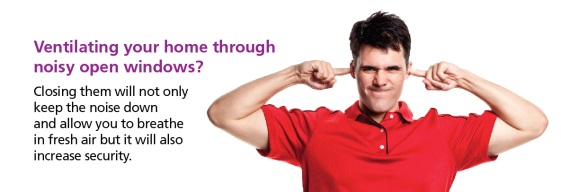 Ventilating your home through
noisy open windows?
Closing them will not only
keep the noise down
and allow you to breathe
in fresh air but it will also
increase security.